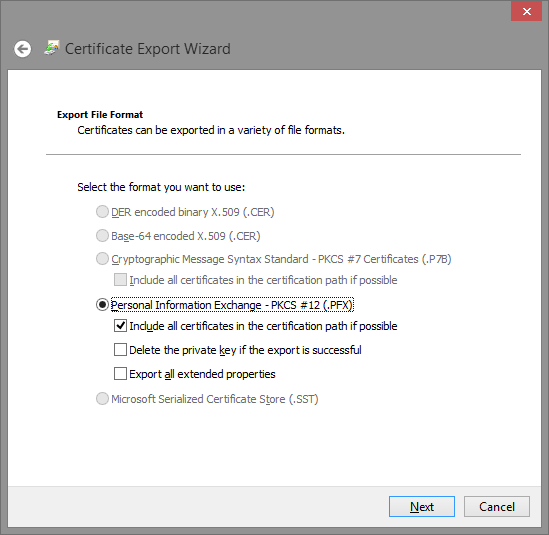 Certificate Export Wizard
Export File Format
Certificates can be exported in a variety of file formats.
Select the format you want to use:
DER encoded binary X.509 (.CER)
Base-64 encoded X.509 (.CER)
Cryptographic Message Syntax Standard - PKCS #7 Certificates (.P7B)
Include all certificates in the certification path if possible
Personal Information Exchange - PKCS #12 (.PFX)
Include all certificates in the certification path if possible
Delete the private key if the export is successful
Export all extended properties
Microsoft Serialized Certificate Store (.SST)
Next Cancel